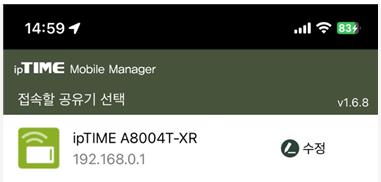 14:59 83
ipTIME Mobile Manager
접속할 공유기 선택 v1.6.8
ipTIME A8004T-XR
192.168.0.1 수정